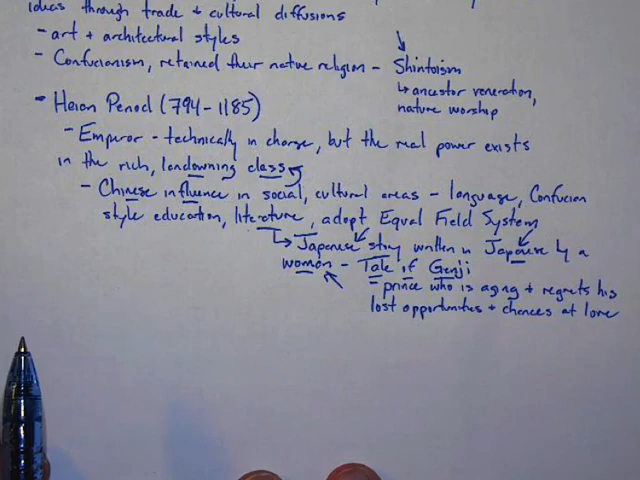 ideas through trade + cultural diffusions
- art + architectural styles
- Confucianism, retained their native religion - Shintoism
↳ ancestor veneration,
nature worship
- Heian Period (794-1185)
- Emperor - technically in charge, but the real power exists
in the rich, landowning class
- Chinese influence in social, cultural areas - language, Confucian
style education, literature, adopt Equal Field System
↳ Japanese story written in Japanese by a
woman - Tale if Genji
= prince who is aging + regrets his
lost opportunities + chances at love